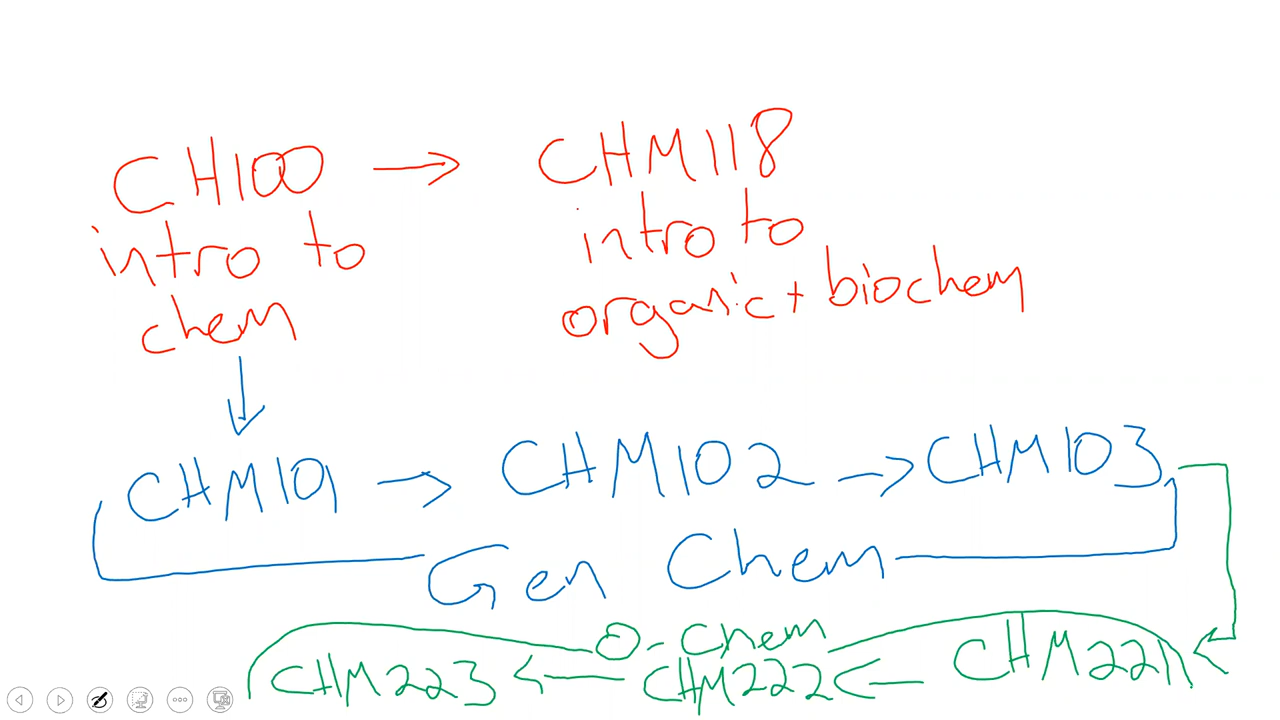 CH100 → CHM118
intro to
chem
intro to
organic + biochem
CHM101 → CHM102 → CHM103
Gen Chem
O-Chem
CHM223 ← CHM222 ← CHM221